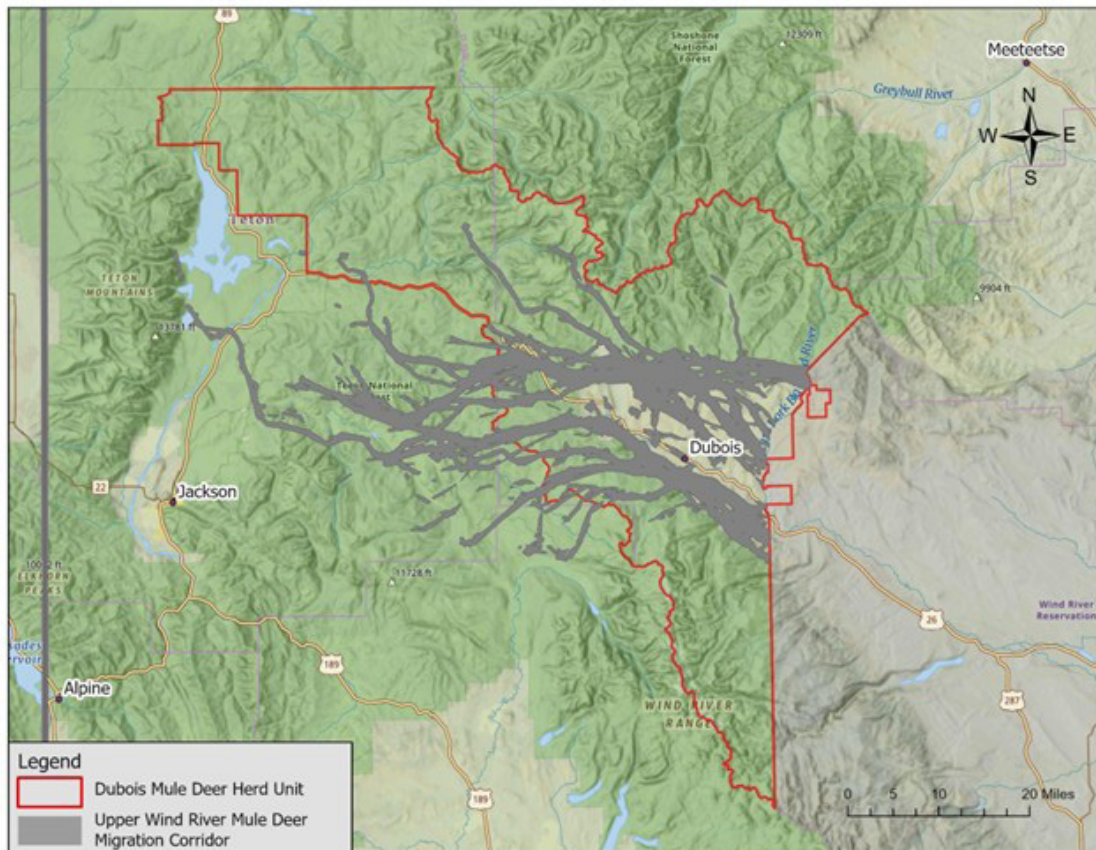 89
Shoshone
National
Forest
12309 ft
Meeteetse
Greybull River
N
W E
S
Teton
TETON
MOUNTAINS
9904 ft
13781 ft
Teton National
Dubois
22
Jackson
11728 ft
ELKHORN
PEAKS
26
Wind River
Reservation
189
Alpine
287
WIND RIVER
RANGE
189
Legend
Dubois Mule Deer Herd Unit
Upper Wind River Mule Deer
Migration Corridor
0 5 10 20 Miles